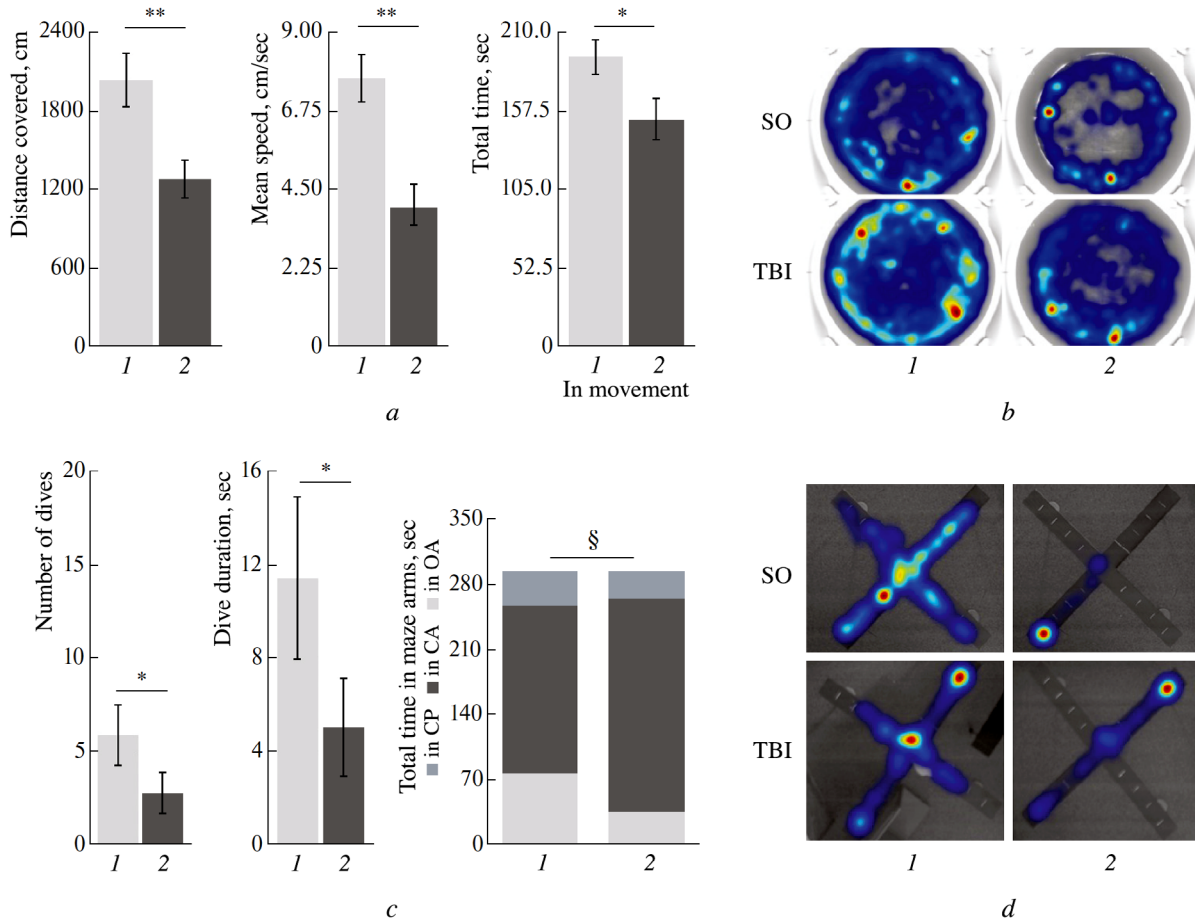 Distance covered, cm
2400
1800
1200
600
0
**
1 2
Mean speed, cm/sec
9.00
6.75
4.50
2.25
0
**
1 2
Total time, sec
210.0
157.5
105.0
52.5
0
*
1 2
In movement
a
SO
TBI
1 2
b
Number of dives
20
15
10
5
0
*
1 2
Dive duration, sec
16
12
8
4
0
*
1 2
Total time in maze arms, sec
in CP in CA in OA
350
280
210
140
70
0
§
1 2
c
SO
TBI
1 2
d